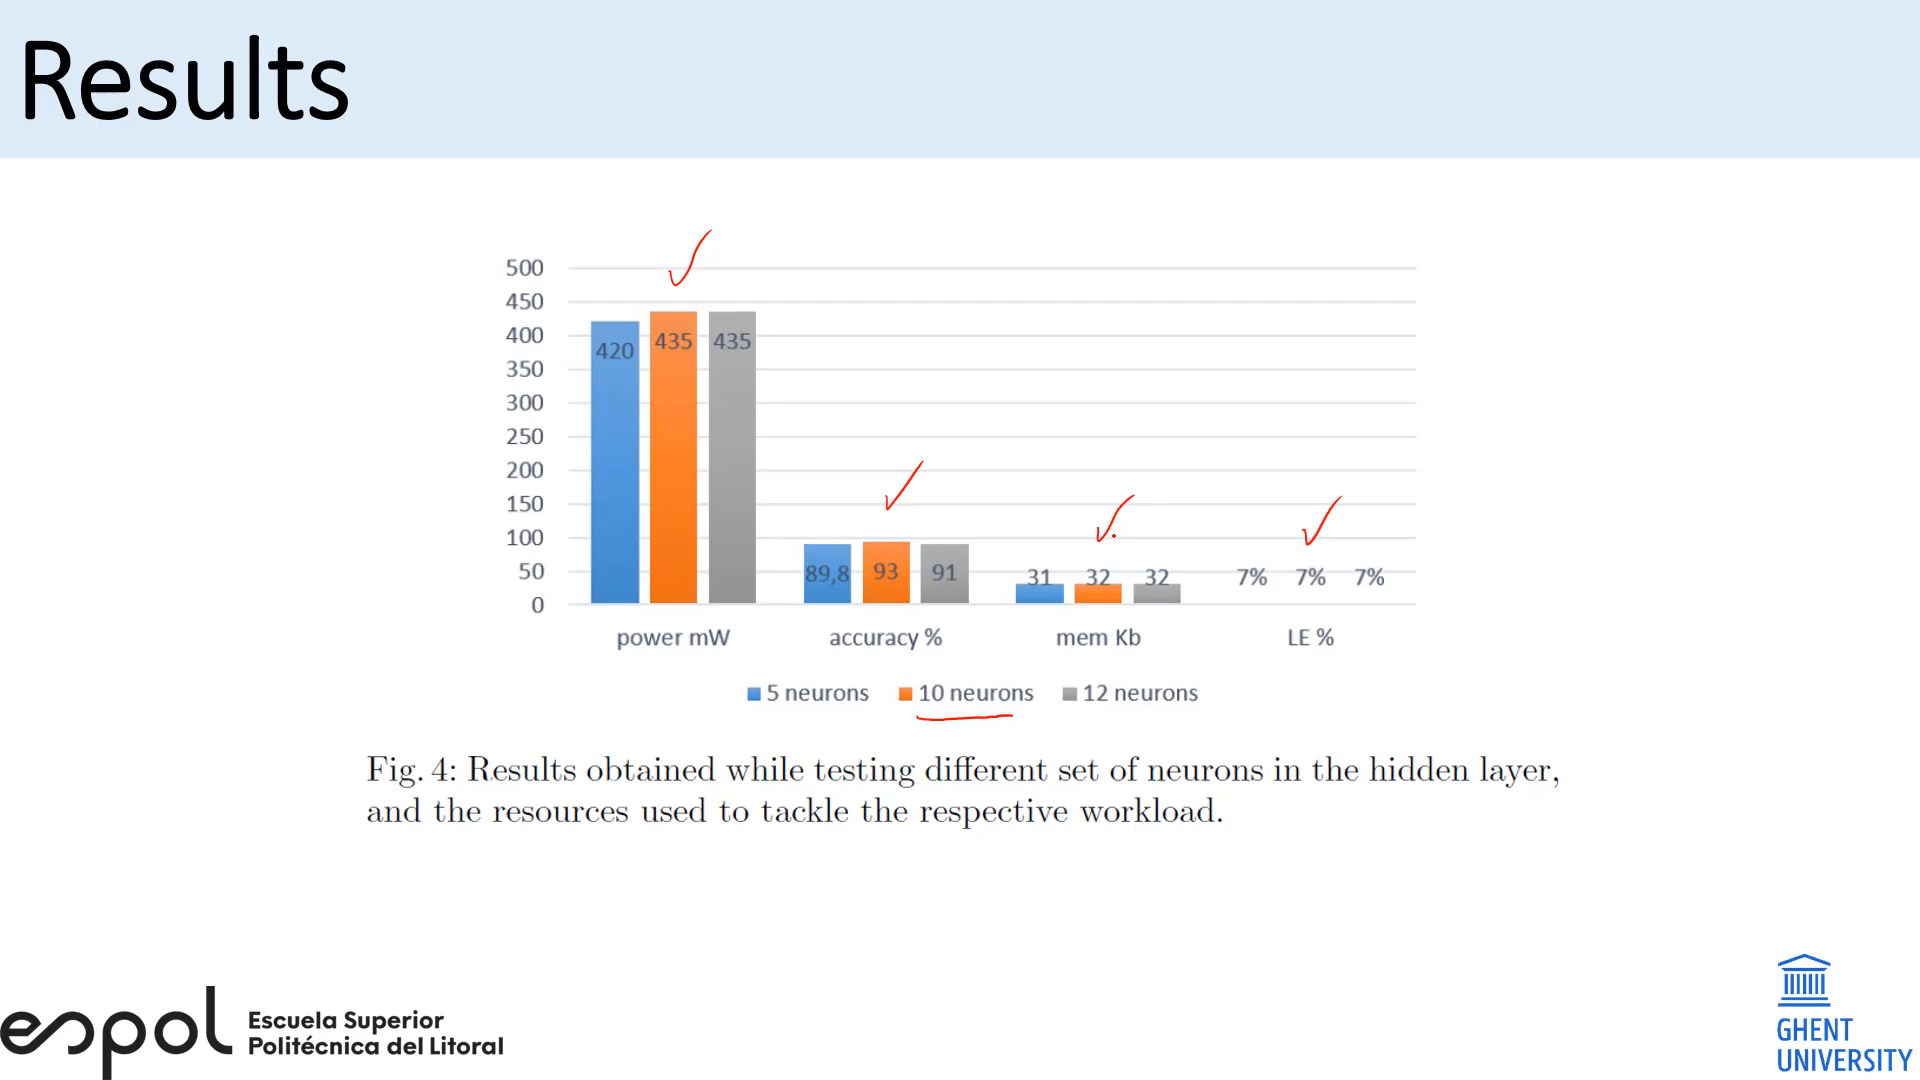 Results
500
450
400
350
300
250
200
150
100
50
0
420 435 435
89,8 93 91
31 32 32
7% 7% 7%
power mW accuracy % mem Kb LE %
5 neurons 10 neurons 12 neurons
Fig. 4: Results obtained while testing different set of neurons in the hidden layer,
and the resources used to tackle the respective workload.
espol
Escuela Superior
Politécnica del Litoral
GHENT
UNIVERSITY